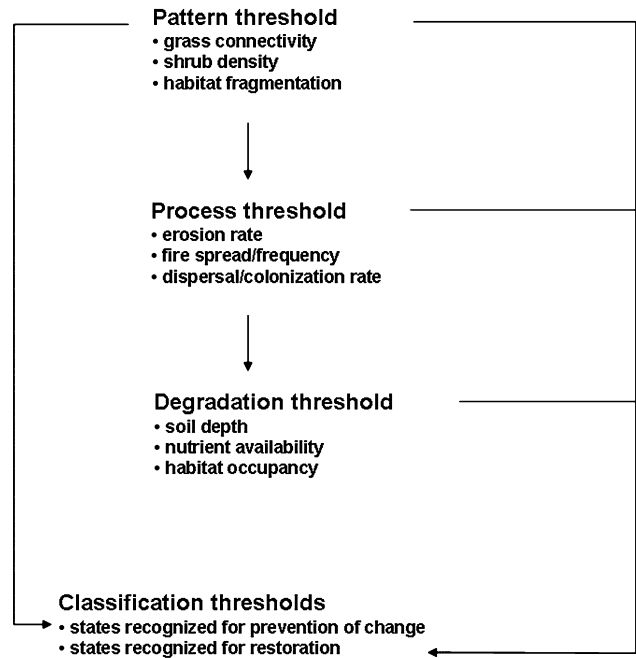 Pattern threshold
• grass connectivity
• shrub density
• habitat fragmentation
Process threshold
• erosion rate
• fire spread/frequency
• dispersal/colonization rate
Degradation threshold
• soil depth
• nutrient availability
• habitat occupancy
Classification thresholds
• states recognized for prevention of change
• states recognized for restoration